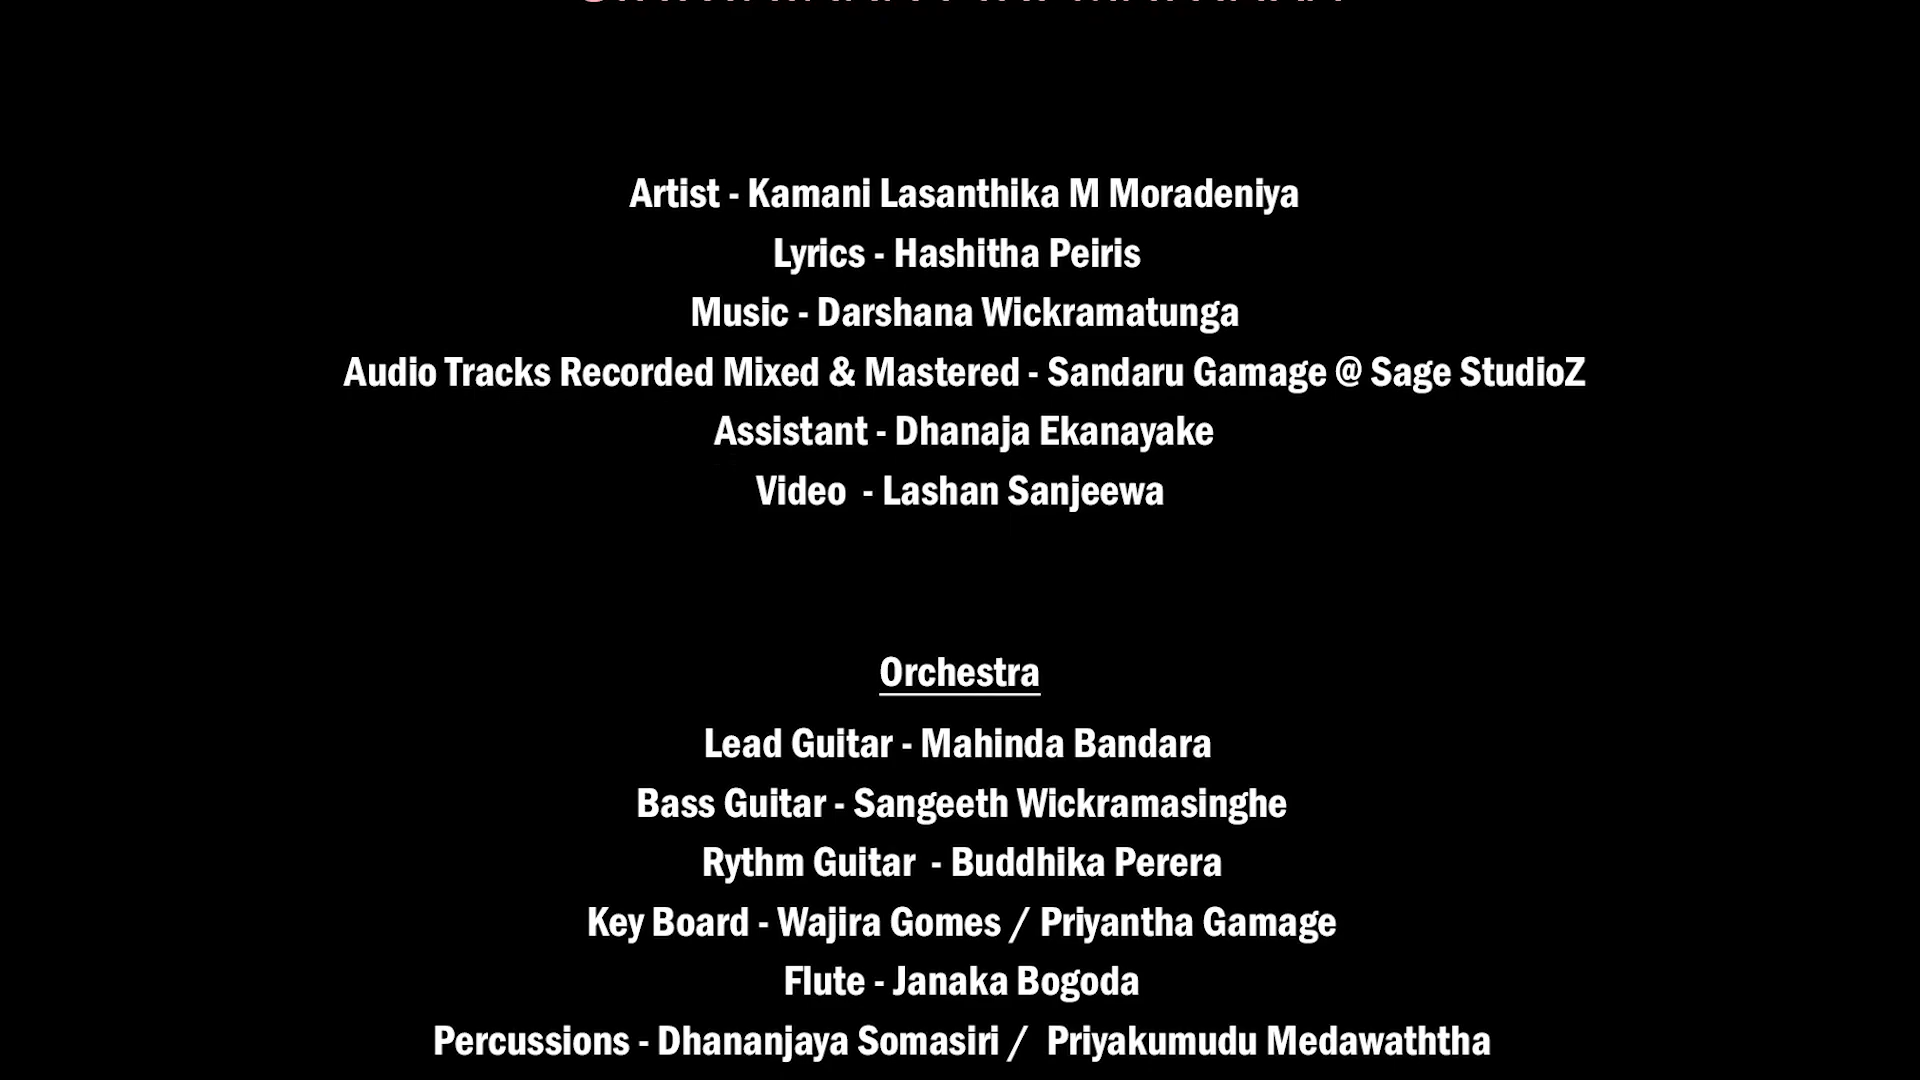 Artist - Kamani Lasanthika M Moradeniya
Lyrics - Hashitha Peiris
Music - Darshana Wickramatunga
Audio Tracks Recorded Mixed & Mastered - Sandaru Gamage @ Sage StudioZ
Assistant - Dhanaja Ekanayake
Video - Lashan Sanjeewa
Orchestra
Lead Guitar - Mahinda Bandara
Bass Guitar - Sangeeth Wickramasinghe
Rythm Guitar - Buddhika Perera
Key Board - Wajira Gomes / Priyantha Gamage
Flute - Janaka Bogoda
Percussions - Dhananjaya Somasiri / Priyakumudu Medawaththa